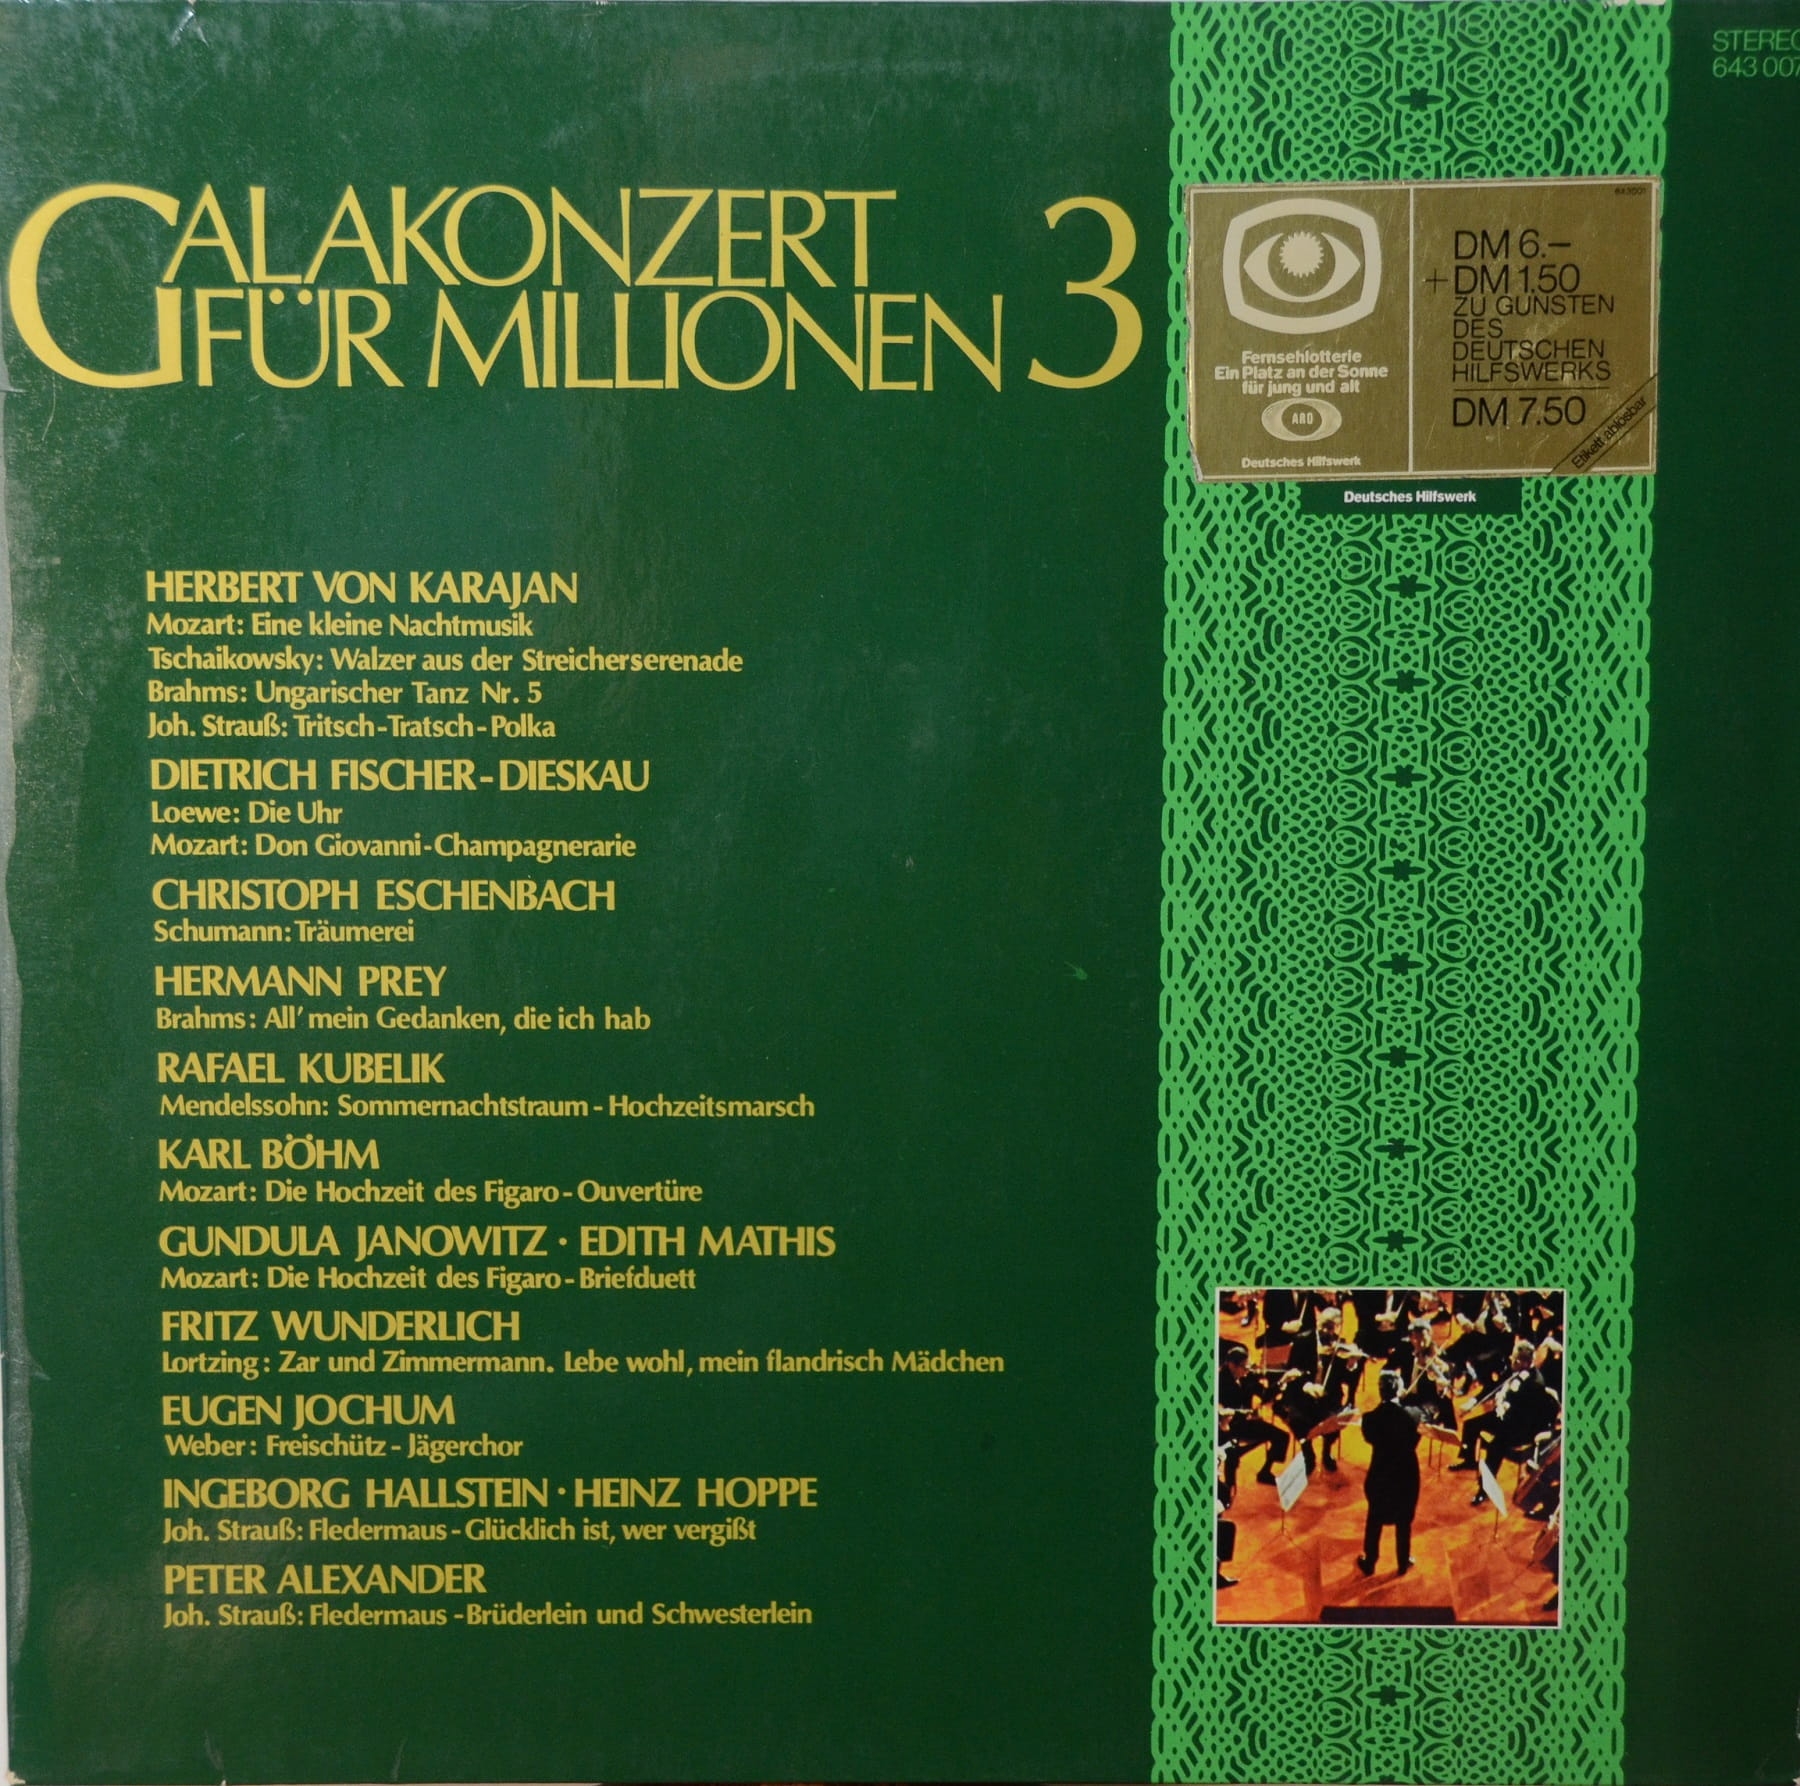 STEREO
643 007
GALAKONZERT
FÜR MILLIONEN 3
643001
DM 6.—
+ DM 1.50
ZU GUNSTEN
DES
DEUTSCHEN
HILFSWERKS
DM 7.50
Etikett ablösbar
Fernsehlotterie
Ein Platz an der Sonne
für jung und alt
ARD
Deutsches Hilfswerk
Deutsches Hilfswerk
HERBERT VON KARAJAN
Mozart: Eine kleine Nachtmusik
Tschaikowsky: Walzer aus der Streicherserenade
Brahms: Ungarischer Tanz Nr. 5
Joh. Strauß: Tritsch-Tratsch-Polka
DIETRICH FISCHER-DIESKAU
Loewe: Die Uhr
Mozart: Don Giovanni-Champagnerarie
CHRISTOPH ESCHENBACH
Schumann: Träumerei
HERMANN PREY
Brahms: All' mein Gedanken, die ich hab
RAFAEL KUBELIK
Mendelssohn: Sommernachtstraum - Hochzeitsmarsch
KARL BÖHM
Mozart: Die Hochzeit des Figaro - Ouvertüre
GUNDULA JANOWITZ · EDITH MATHIS
Mozart: Die Hochzeit des Figaro - Briefduett
FRITZ WUNDERLICH
Lortzing: Zar und Zimmermann. Lebe wohl, mein flandrisch Mädchen
EUGEN JOCHUM
Weber: Freischütz - Jägerchor
INGEBORG HALLSTEIN · HEINZ HOPPE
Joh. Strauß: Fledermaus - Glücklich ist, wer vergißt
PETER ALEXANDER
Joh. Strauß: Fledermaus - Brüderlein und Schwesterlein